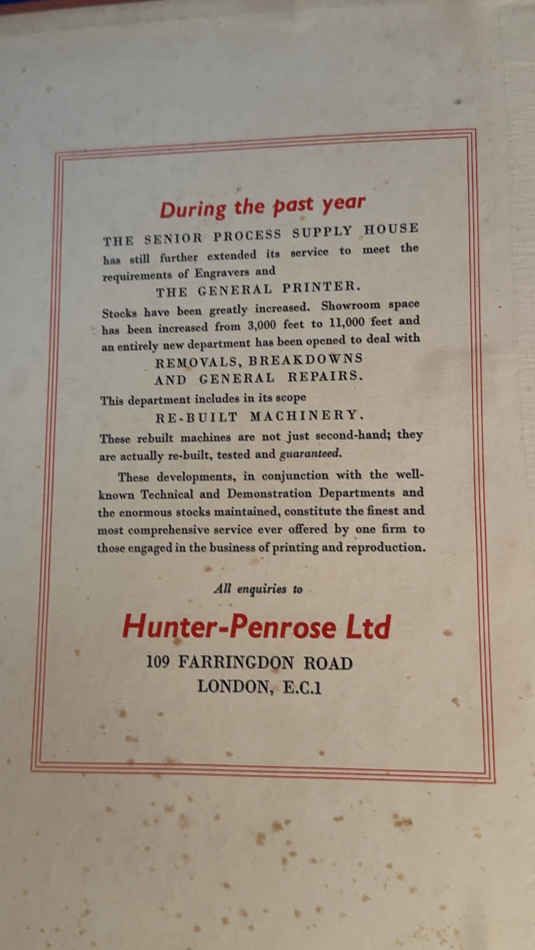 During the past year
THE SENIOR PROCESS SUPPLY HOUSE
has still further extended its service to meet the
requirements of Engravers and
THE GENERAL PRINTER.
Stocks have been greatly increased. Showroom space
has been increased from 3,000 feet to 11,000 feet and
an entirely new department has been opened to deal with
REMOVALS, BREAKDOWNS
AND GENERAL REPAIRS.
This department includes in its scope
RE-BUILT MACHINERY.
These rebuilt machines are not just second-hand; they
are actually re-built, tested and guaranteed.
These developments, in conjunction with the well-
known Technical and Demonstration Departments and
the enormous stocks maintained, constitute the finest and
most comprehensive service ever offered by one firm to
those engaged in the business of printing and reproduction.
All enquiries to
Hunter-Penrose Ltd
109 FARRINGDON ROAD
LONDON, E.C.1